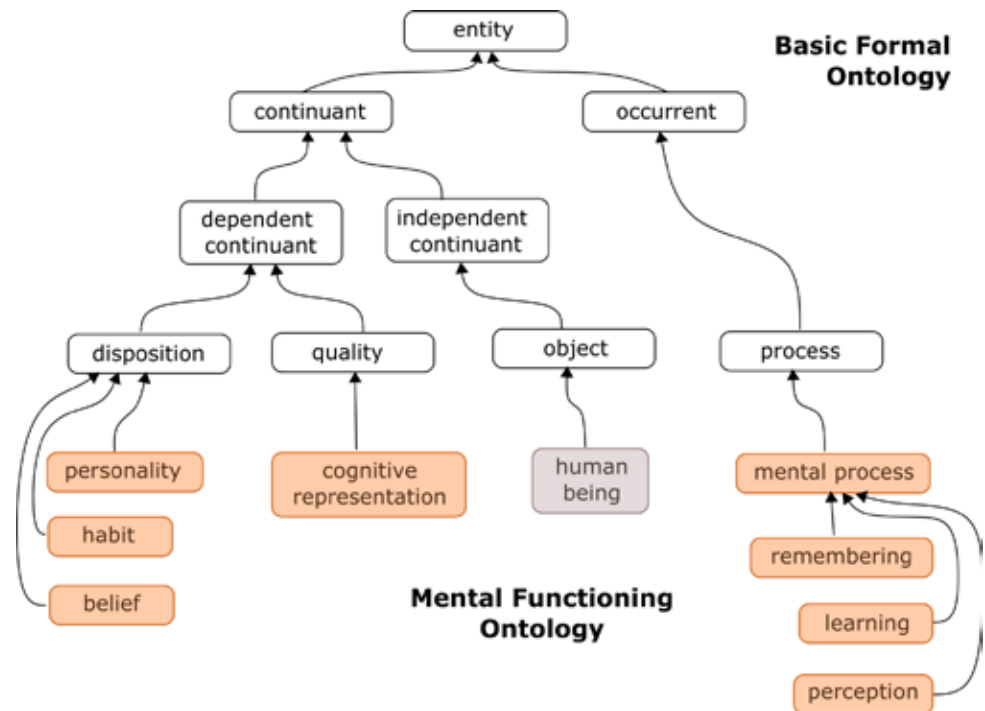 entity
Basic Formal
Ontology
continuant
occurrent
dependent
continuant
independent
continuant
disposition
quality
object
process
personality
cognitive
representation
human
being
mental process
habit
remembering
belief
Mental Functioning
Ontology
learning
perception